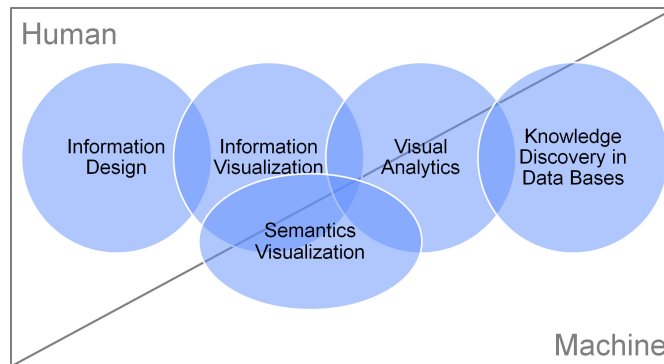 Human
Information
Design
Information
Visualization
Visual
Analytics
Knowledge
Discovery in
Data Bases
Semantics
Visualization
Machine